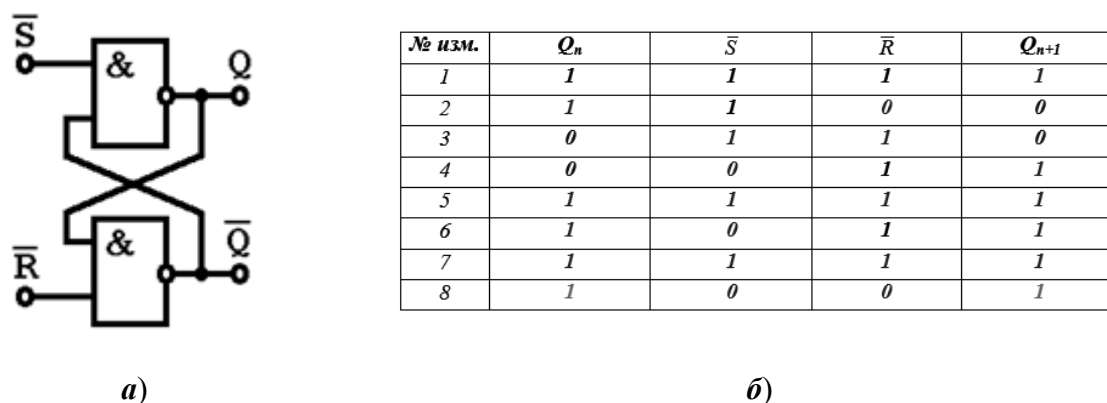 S̅
&
Q
&
Q̅
R̅
№ изм. Qn S̅ R̅ Qn+1
1 1 1 1 1
2 1 1 0 0
3 0 1 1 0
4 0 0 1 1
5 1 1 1 1
6 1 0 1 1
7 1 1 1 1
8 1 0 0 1
а) б)